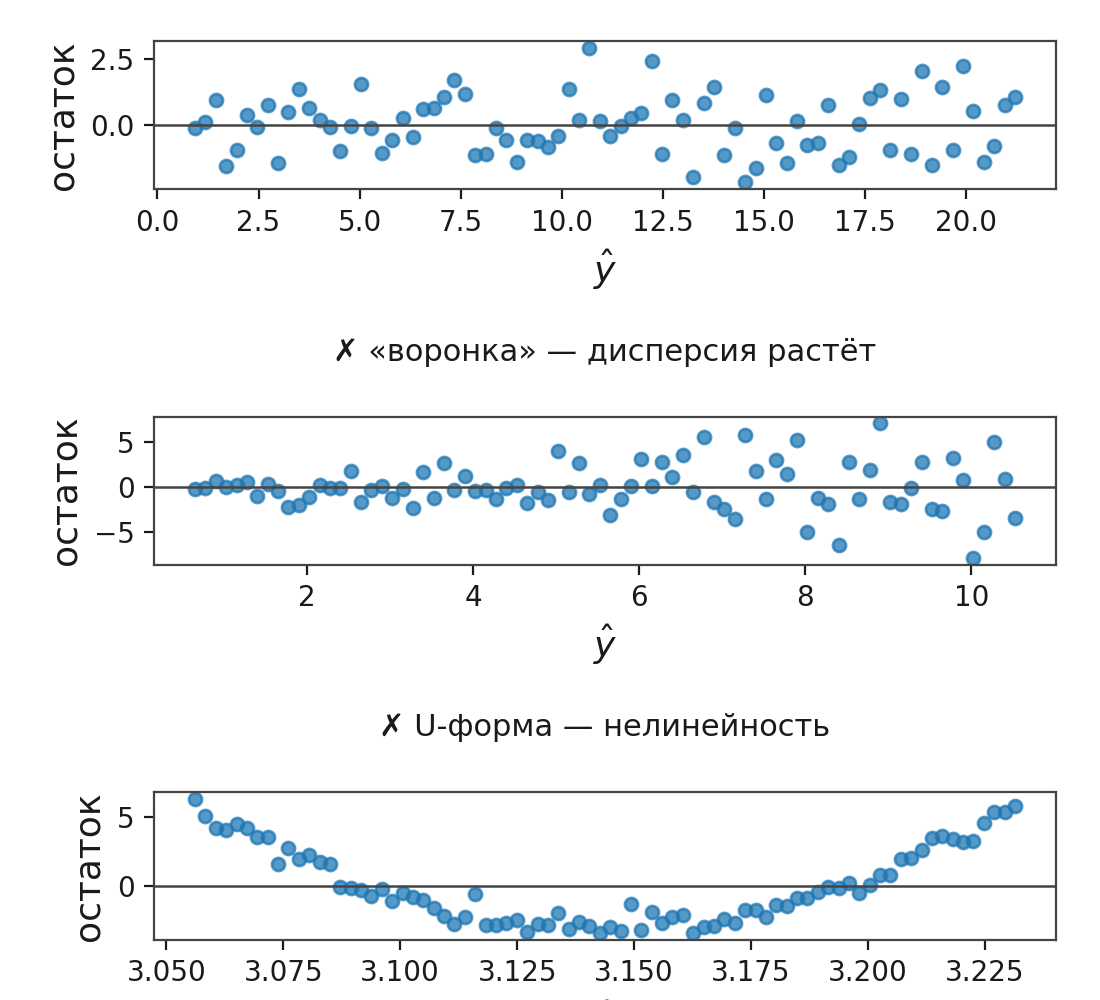 остаток
2.5
0.0
0.0 2.5 5.0 7.5 10.0 12.5 15.0 17.5 20.0
ŷ
✗ «воронка» — дисперсия растёт
остаток
5
0
−5
2 4 6 8 10
ŷ
✗ U-форма — нелинейность
остаток
5
0
3.050 3.075 3.100 3.125 3.150 3.175 3.200 3.225